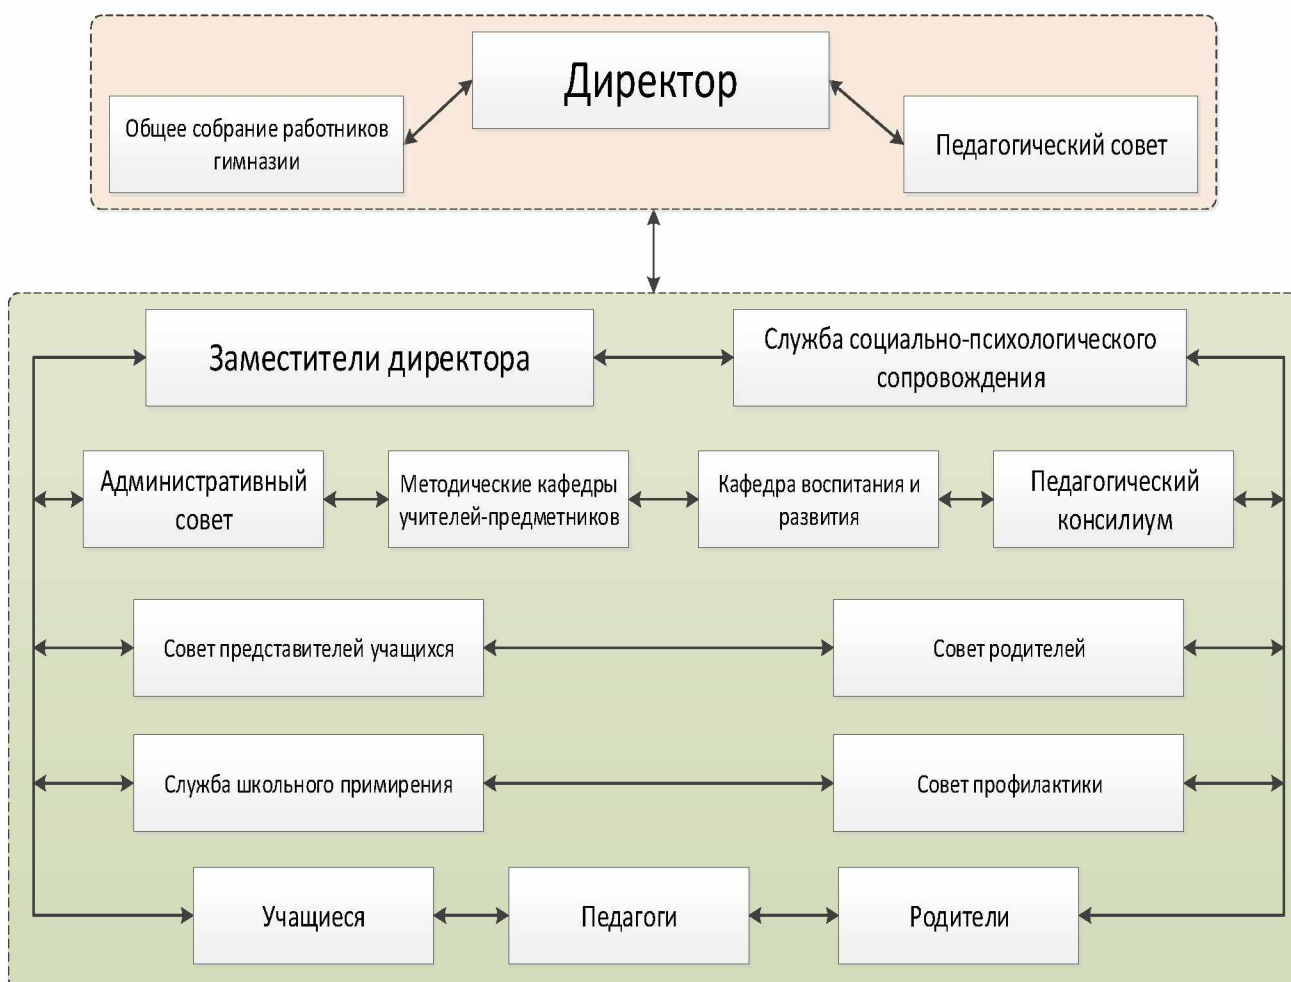 Директор
Общее собрание работников
гимназии
Педагогический совет
Заместители директора
Служба социально-психологического
сопровождения
Административный
совет
Методические кафедры
учителей-предметников
Кафедра воспитания и
развития
Педагогический
консилиум
Совет представителей учащихся
Совет родителей
Служба школьного примирения
Совет профилактики
Учащиеся
Педагоги
Родители